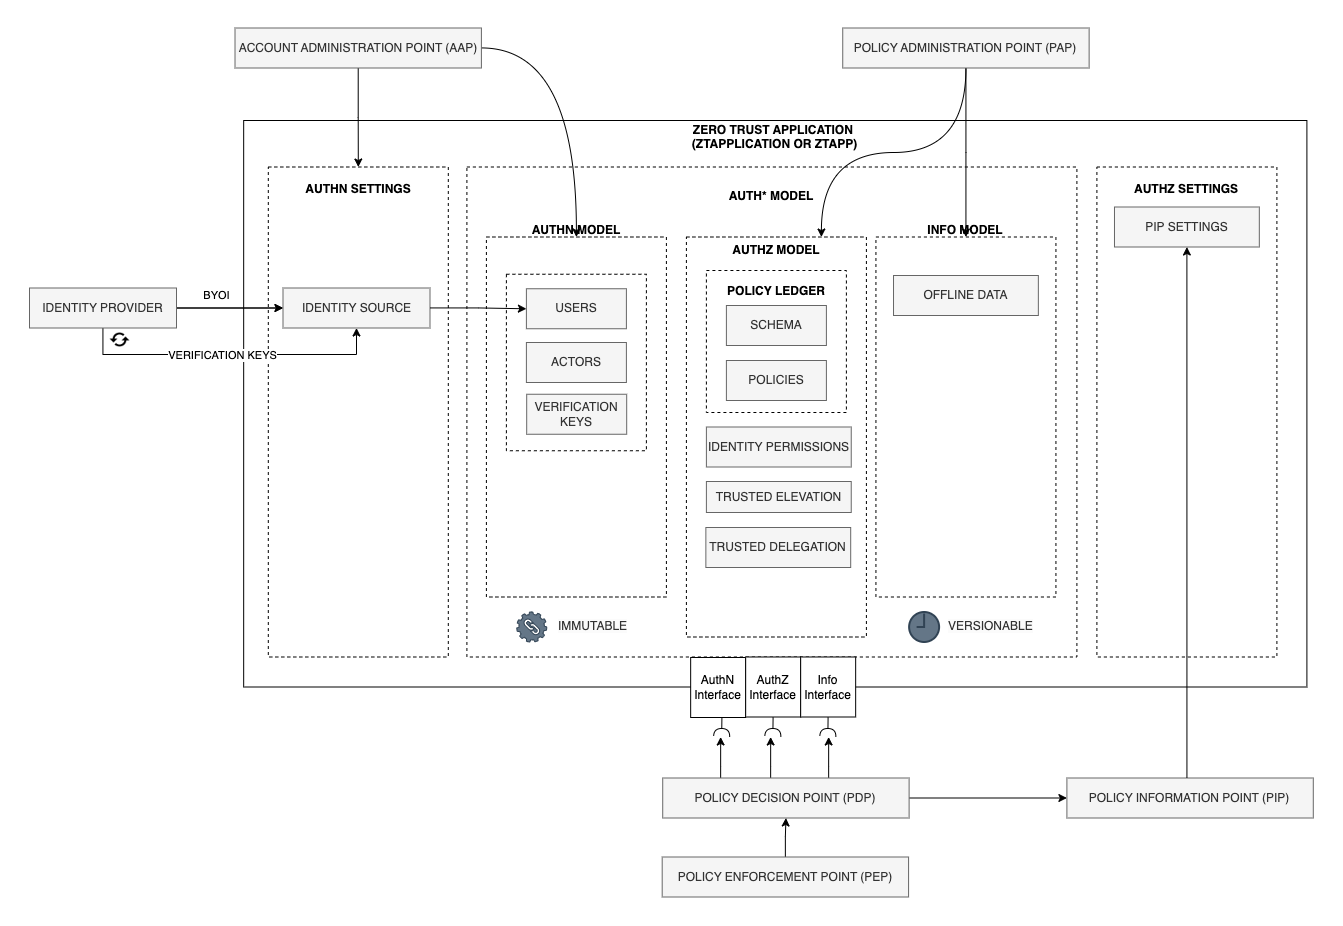 ACCOUNT ADMINISTRATION POINT (AAP)
POLICY ADMINISTRATION POINT (PAP)
ZERO TRUST APPLICATION
(ZTAPPLICATION OR ZTAPP)
AUTHN SETTINGS
AUTH* MODEL
AUTHZ SETTINGS
PIP SETTINGS
AUTHN MODEL
AUTHZ MODEL
INFO MODEL
IDENTITY PROVIDER
BYOI
IDENTITY SOURCE
VERIFICATION KEYS
USERS
ACTORS
VERIFICATION
KEYS
POLICY LEDGER
SCHEMA
POLICIES
IDENTITY PERMISSIONS
TRUSTED ELEVATION
TRUSTED DELEGATION
OFFLINE DATA
IMMUTABLE
VERSIONABLE
AuthN
Interface
AuthZ
Interface
Info
Interface
POLICY DECISION POINT (PDP)
POLICY INFORMATION POINT (PIP)
POLICY ENFORCEMENT POINT (PEP)